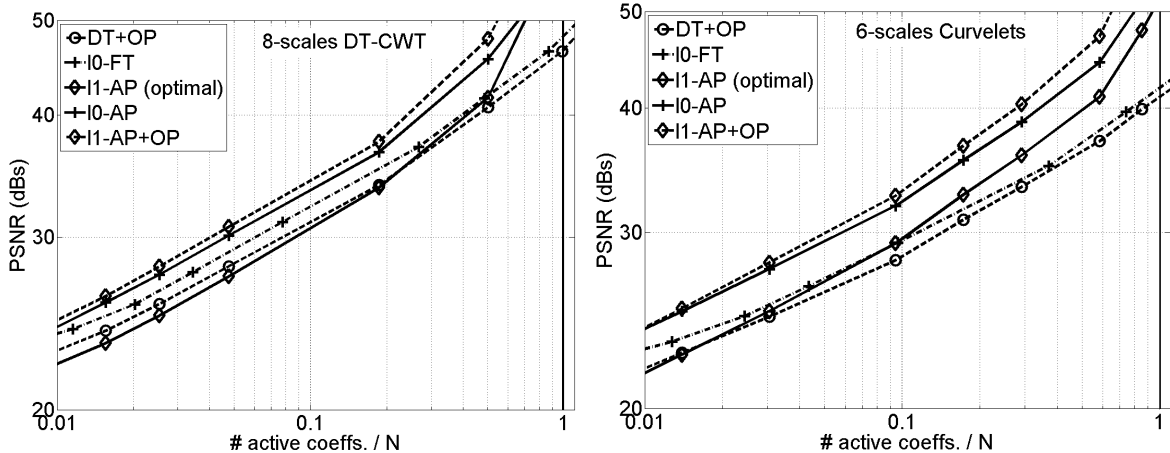 50
40
30
20
PSNR (dBs)
DT+OP
l0-FT
l1-AP (optimal)
l0-AP
l1-AP+OP
8-scales DT-CWT
0.01
0.1
1
# active coeffs. / N
50
40
30
20
PSNR (dBs)
DT+OP
l0-FT
l1-AP (optimal)
l0-AP
l1-AP+OP
6-scales Curvelets
0.01
0.1
1
# active coeffs. / N